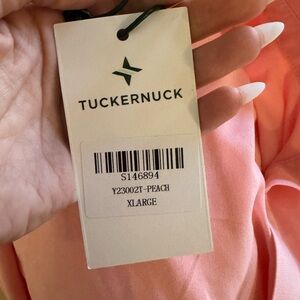 TUCKERNUCK
S146894
Y23002T-PEACH
XLARGE